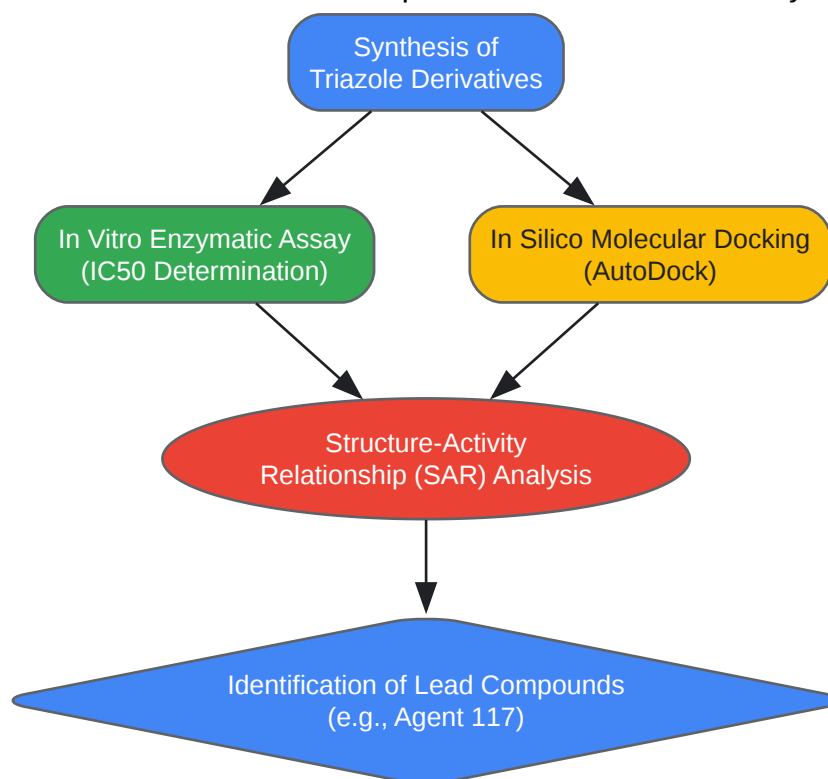 Synthesis of
Triazole Derivatives
In Vitro Enzymatic Assay
(IC50 Determination)
In Silico Molecular Docking
(AutoDock)
Structure-Activity
Relationship (SAR) Analysis
Identification of Lead Compounds
(e.g., Agent 117)